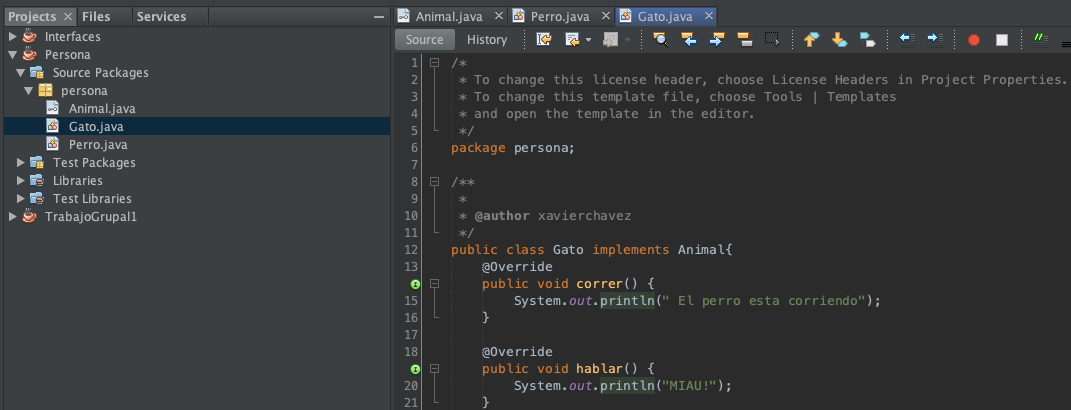 Projects Files Services
Interfaces
Persona
Source Packages
persona
Animal.java
Gato.java
Perro.java
Test Packages
Libraries
Test Libraries
TrabajoGrupal1
Animal.java Perro.java Gato.java
Source History
1 /*
2 * To change this license header, choose License Headers in Project Properties.
3 * To change this template file, choose Tools | Templates
4 * and open the template in the editor.
5 */
6 package persona;
7
8 /**
9 *
10 * @author xavierchavez
11 */
12 public class Gato implements Animal{
13 @Override
public void correr() {
15 System.out.println(" El perro esta corriendo");
16 }
17
18 @Override
public void hablar() {
20 System.out.println("MIAU!");
21 }